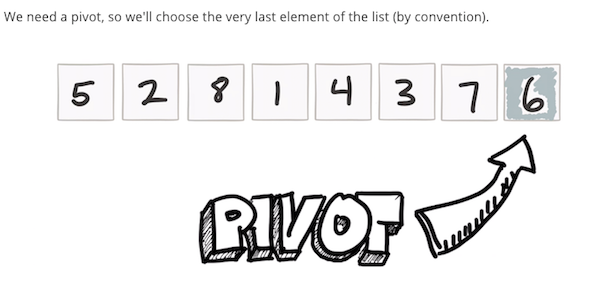 We need a pivot, so we'll choose the very last element of the list (by convention).
5 2 8 1 4 3 7 6
PIVOT